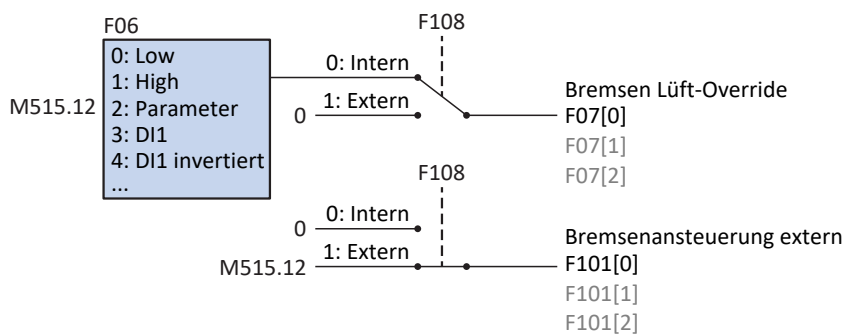 F06
F108
0: Low
1: High
2: Parameter
3: DI1
4: DI1 invertiert
...
M515.12
0: Intern
1: Extern
0
Bremsen Lüft-Override
F07[0]
F07[1]
F07[2]
F108
0: Intern
0
1: Extern
M515.12
Bremsenansteuerung extern
F101[0]
F101[1]
F101[2]